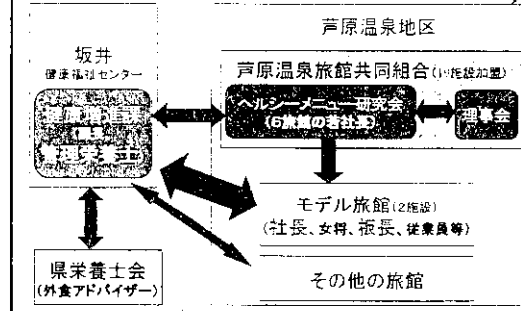 芦原温泉地区
坂井
健康福祉センター
芦原温泉旅館共同組合
ヘルシーメニュー研究会
(6旅館の若社長)
理事会
健康増進課
管理栄養士
モデル旅館(2施設)
(社長、女将、板長、従業員等)
県栄養士会
(外食アドバイザー)
その他の旅館